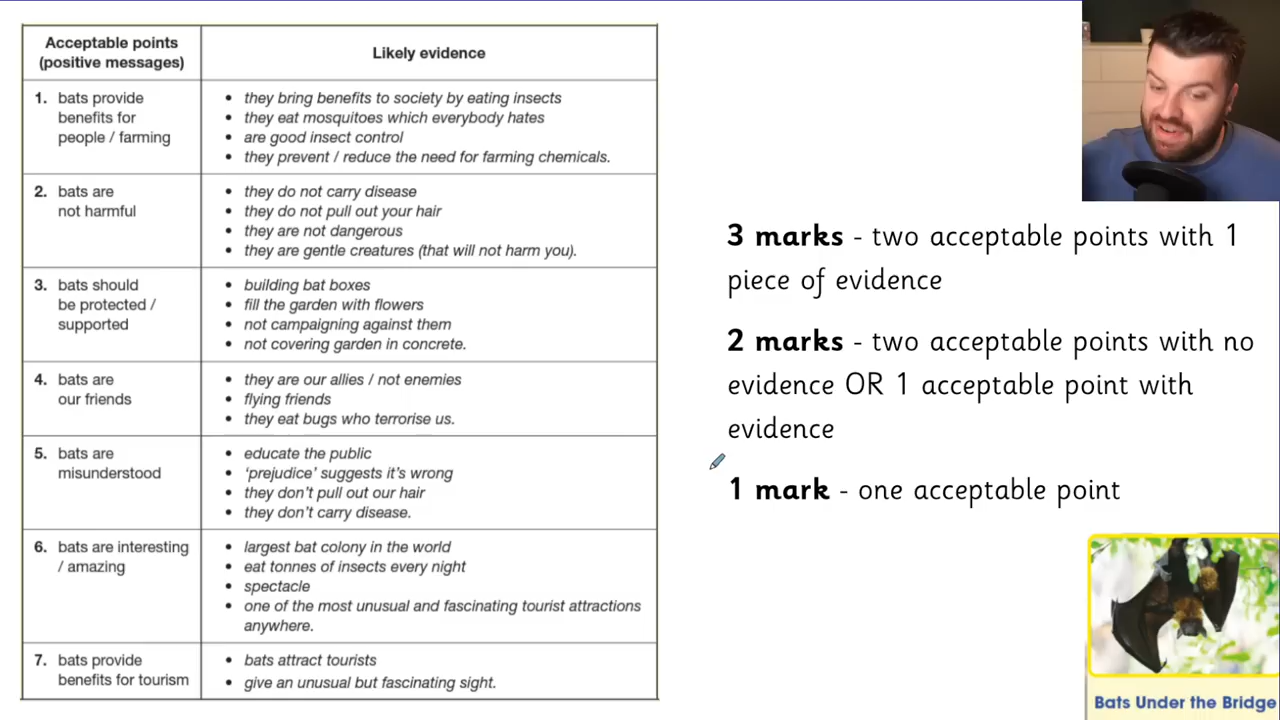 Acceptable points
(positive messages)
Likely evidence
1. bats provide
benefits for
people / farming
• they bring benefits to society by eating insects
• they eat mosquitoes which everybody hates
• are good insect control
• they prevent / reduce the need for farming chemicals.
2. bats are
not harmful
• they do not carry disease
• they do not pull out your hair
• they are not dangerous
• they are gentle creatures (that will not harm you).
3. bats should
be protected /
supported
• building bat boxes
• fill the garden with flowers
• not campaigning against them
• not covering garden in concrete.
4. bats are
our friends
• they are our allies / not enemies
• flying friends
• they eat bugs who terrorise us.
5. bats are
misunderstood
• educate the public
• ‘prejudice’ suggests it’s wrong
• they don’t pull out our hair
• they don’t carry disease.
6. bats are interesting
/ amazing
• largest bat colony in the world
• eat tonnes of insects every night
• spectacle
• one of the most unusual and fascinating tourist attractions
anywhere.
7. bats provide
benefits for tourism
• bats attract tourists
• give an unusual but fascinating sight.
3 marks - two acceptable points with 1
piece of evidence
2 marks - two acceptable points with no
evidence OR 1 acceptable point with
evidence
1 mark - one acceptable point
Bats Under the Bridge